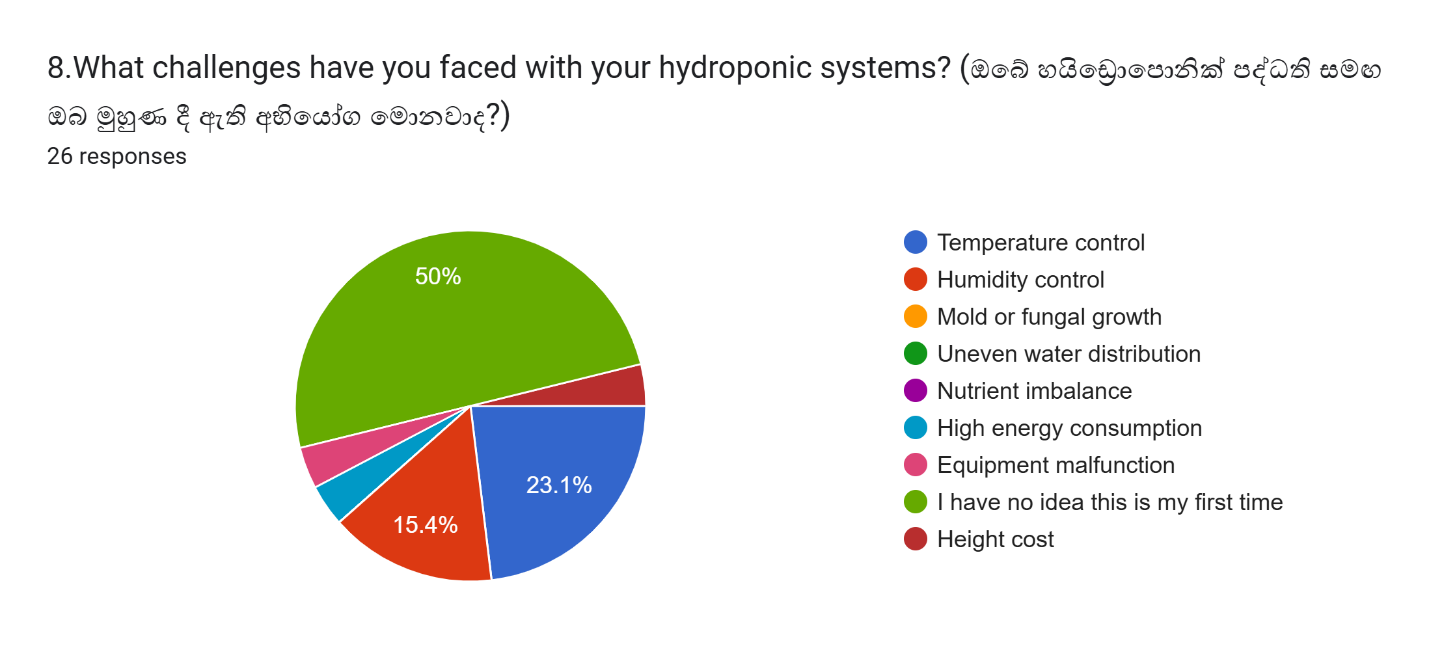 8.What challenges have you faced with your hydroponic systems? (ඔබේ හයිඩ්‍රොපොනික් පද්ධති සමඟ
ඔබ මුහුණ දී ඇති අභියෝග මොනවාද?)
26 responses
50%
23.1%
15.4%
Temperature control
Humidity control
Mold or fungal growth
Uneven water distribution
Nutrient imbalance
High energy consumption
Equipment malfunction
I have no idea this is my first time
Height cost